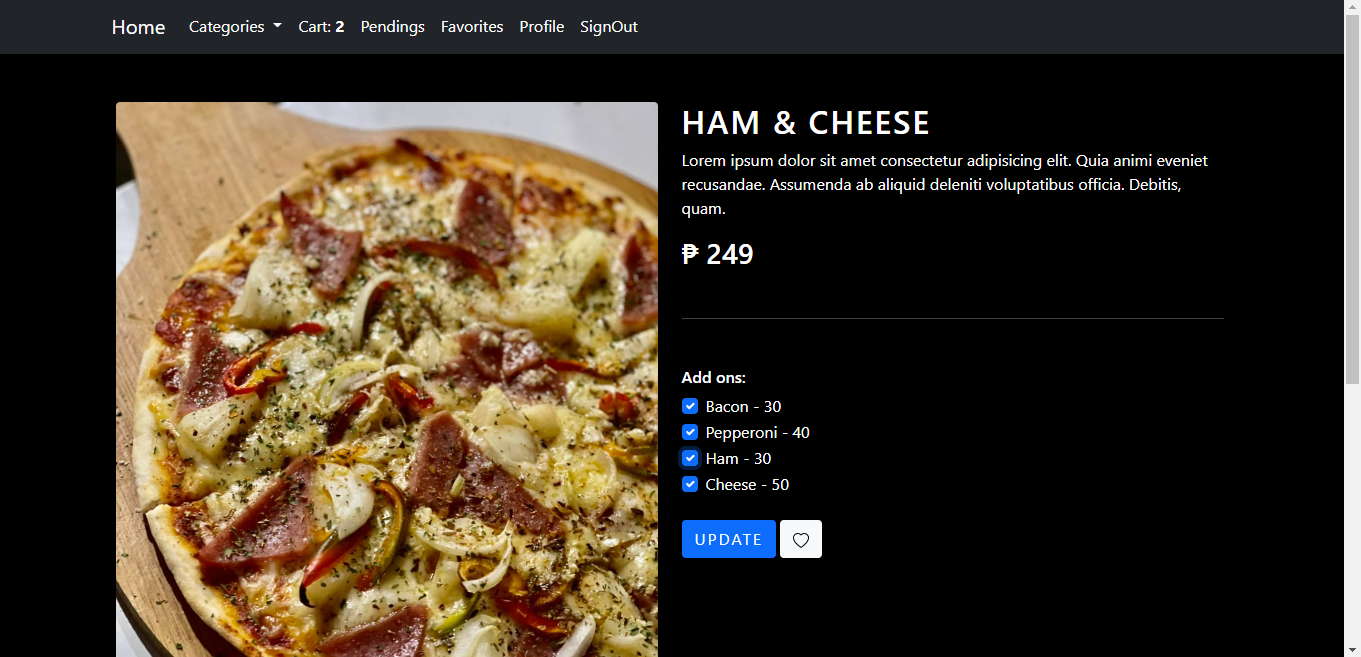 Home Categories Cart: 2 Pendings Favorites Profile SignOut
HAM & CHEESE
Lorem ipsum dolor sit amet consectetur adipisicing elit. Quia animi eveniet
recusandae. Assumenda ab aliquid deleniti voluptatibus officia. Debitis,
quam.
₱ 249
Add ons:
Bacon - 30
Pepperoni - 40
Ham - 30
Cheese - 50
UPDATE